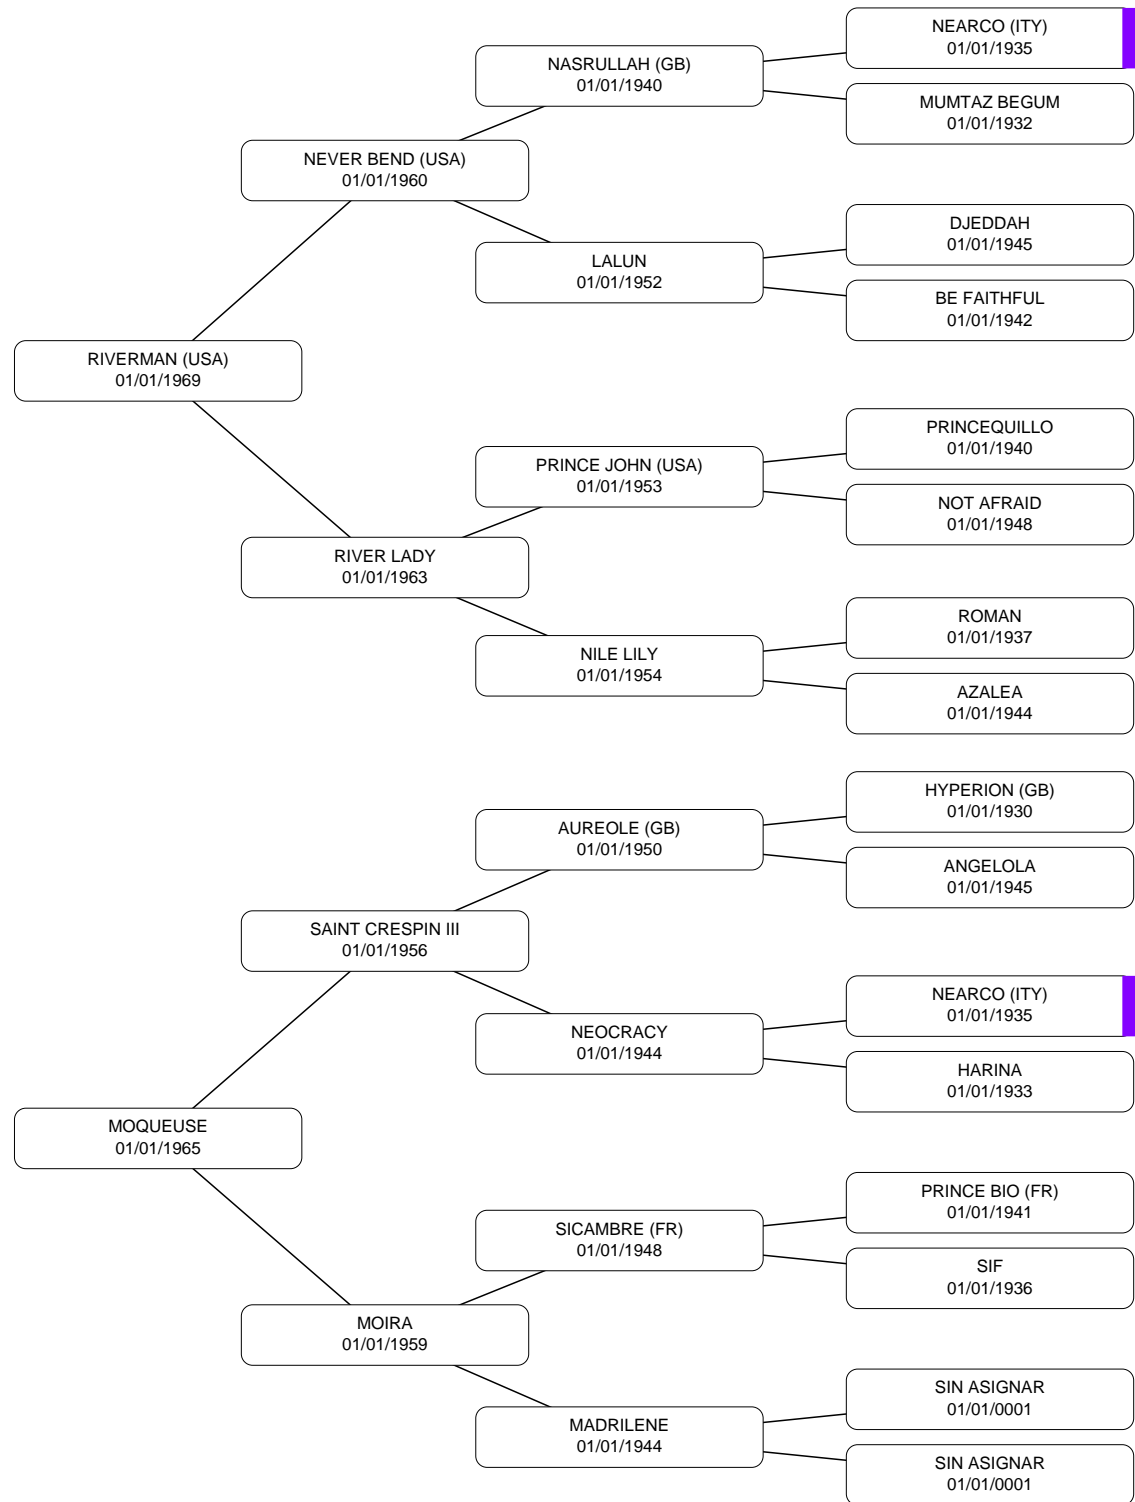 NEARCO (ITY)
01/01/1935
NASRULLAH (GB)
01/01/1940
MUMTAZ BEGUM
01/01/1932
NEVER BEND (USA)
01/01/1960
DJEDDAH
01/01/1945
LALUN
01/01/1952
BE FAITHFUL
01/01/1942
RIVERMAN (USA)
01/01/1969
PRINCEQUILLO
01/01/1940
PRINCE JOHN (USA)
01/01/1953
NOT AFRAID
01/01/1948
RIVER LADY
01/01/1963
ROMAN
01/01/1937
NILE LILY
01/01/1954
AZALEA
01/01/1944
HYPERION (GB)
01/01/1930
AUREOLE (GB)
01/01/1950
ANGELOLA
01/01/1945
SAINT CRESPIN III
01/01/1956
NEARCO (ITY)
01/01/1935
NEOCRACY
01/01/1944
HARINA
01/01/1933
MOQUEUSE
01/01/1965
PRINCE BIO (FR)
01/01/1941
SICAMBRE (FR)
01/01/1948
SIF
01/01/1936
MOIRA
01/01/1959
SIN ASIGNAR
01/01/0001
MADRILENE
01/01/1944
SIN ASIGNAR
01/01/0001